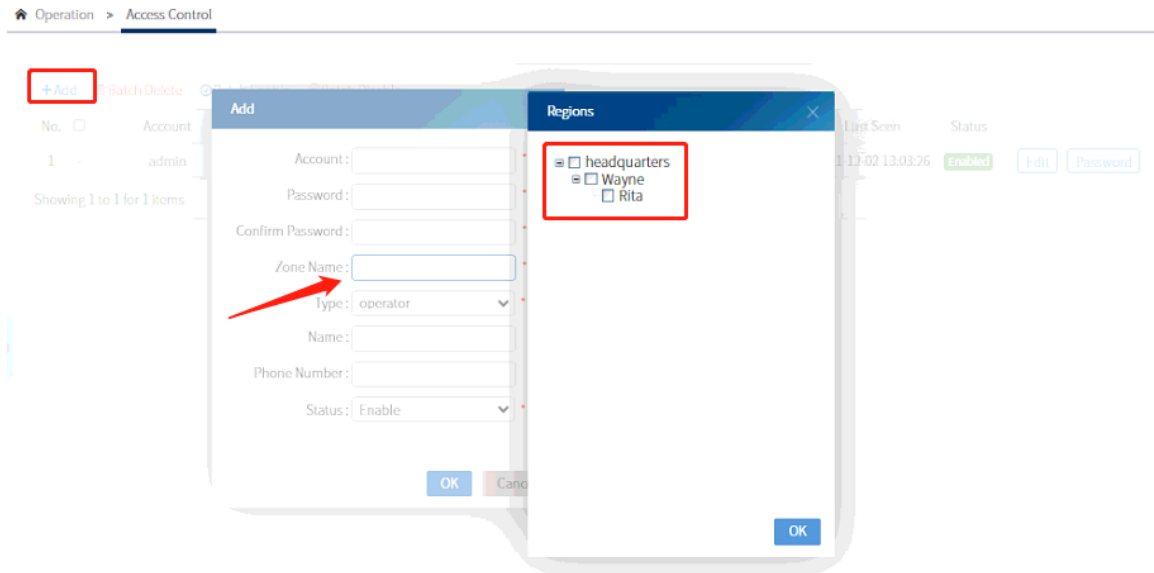 Operation > Access Control
+Add Batch Delete
No. Account Last Seen Status
1 admin 13:03:26 Enabled Edit Password
Showing 1 to 1 for 1 items
Add
Account :
Password :
Confirm Password :
Zone Name :
Type : operator
Name :
Phone Number :
Status : Enable
OK
Regions
headquarters
Wayne
Rita
OK